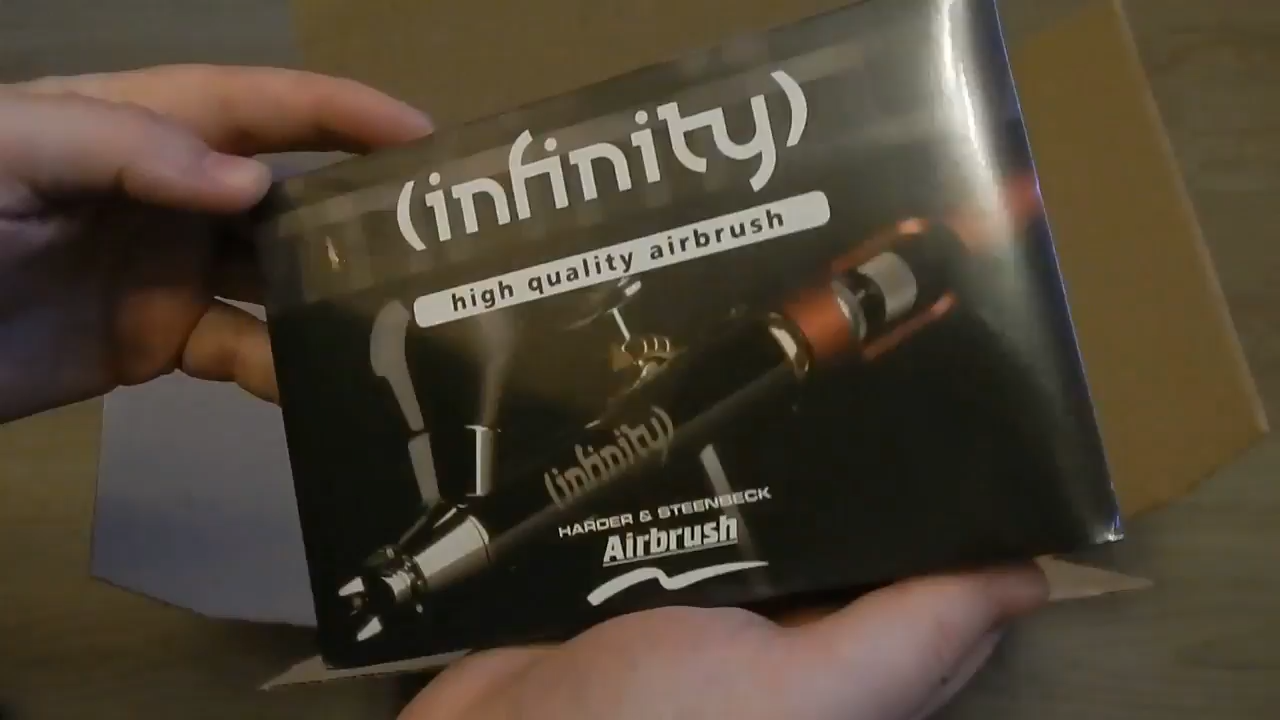 (infinity)
high quality airbrush
(infinity)
HARDER & STEENBECK
Airbrush